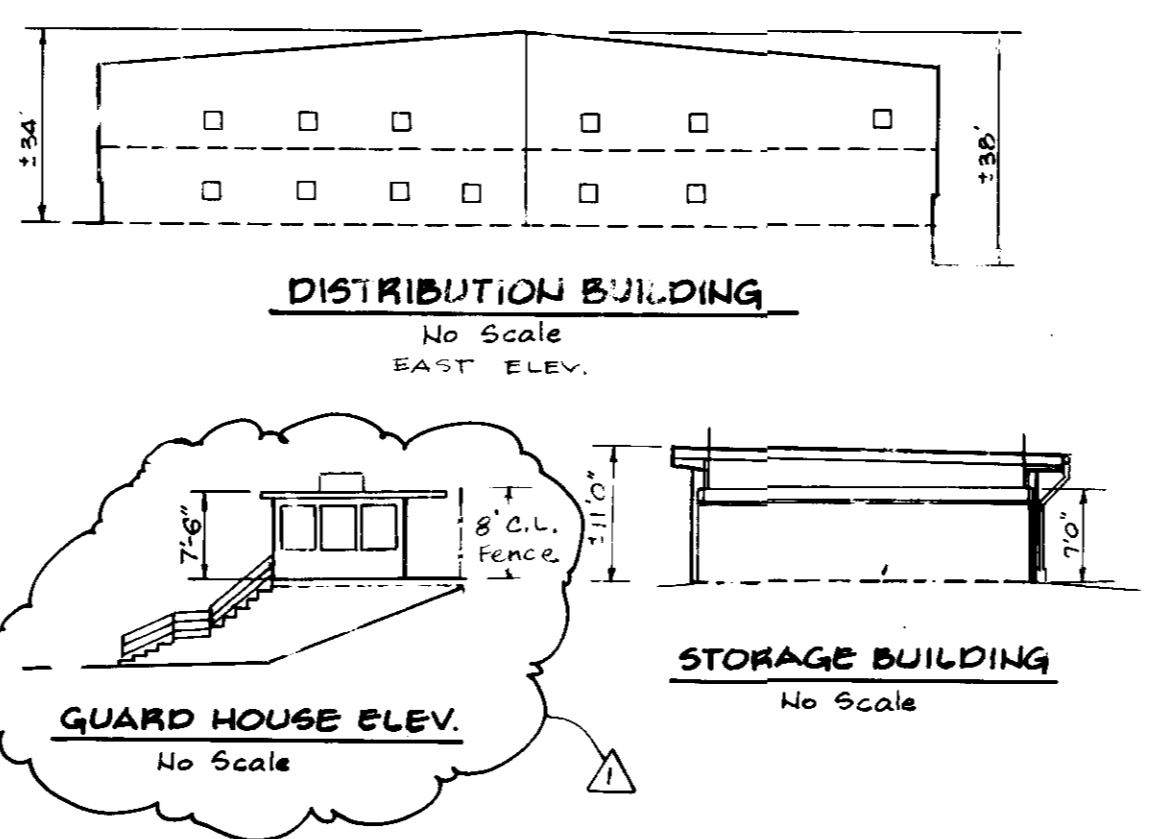 ±34'
±38'
DISTRIBUTION BUILDING
No Scale
EAST ELEV.
7'-6"
8' C.L.
Fence
GUARD HOUSE ELEV.
No Scale
1
±11'0"
7'0"
STORAGE BUILDING
No Scale